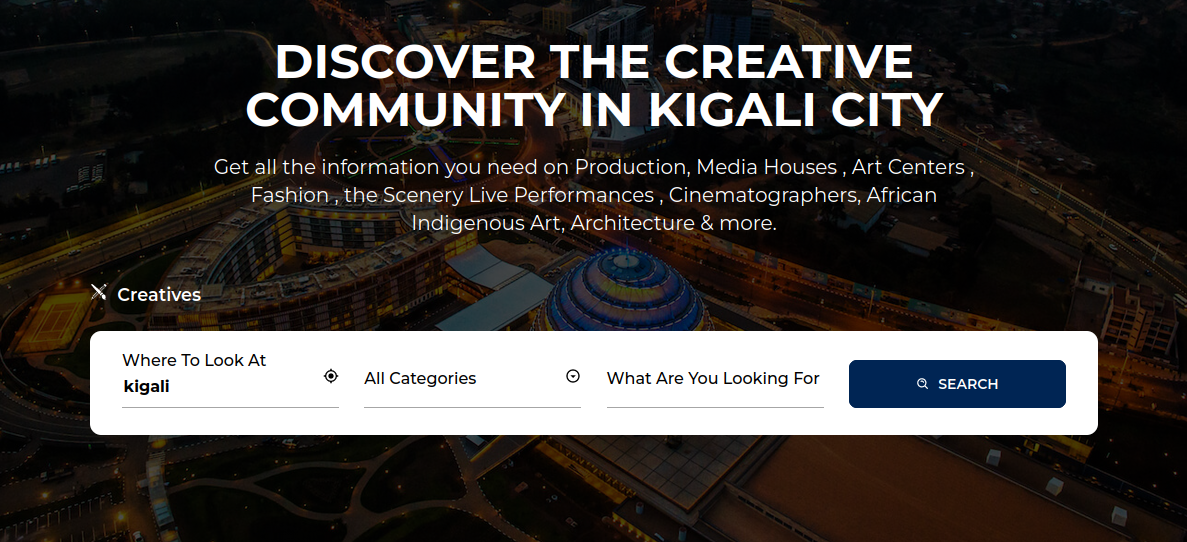 DISCOVER THE CREATIVE
COMMUNITY IN KIGALI CITY
Get all the information you need on Production, Media Houses , Art Centers ,
Fashion , the Scenery Live Performances , Cinematographers, African
Indigenous Art, Architecture & more.
Creatives
Where To Look At
kigali
All Categories
What Are You Looking For
SEARCH